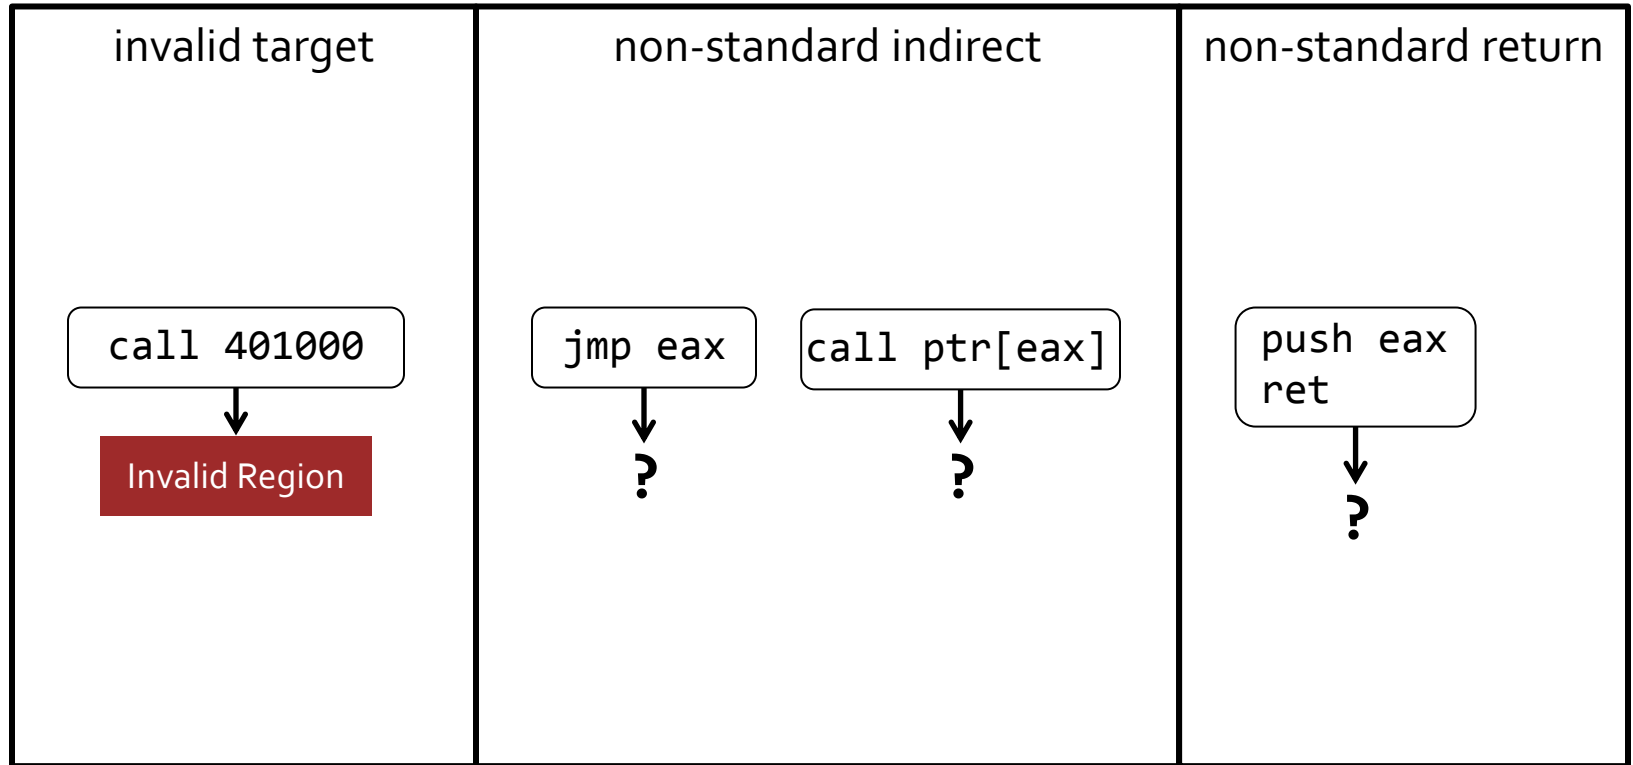 invalid target
non-standard indirect
non-standard return
call 401000
Invalid Region
jmp eax
?
call ptr[eax]
?
push eax
ret
?